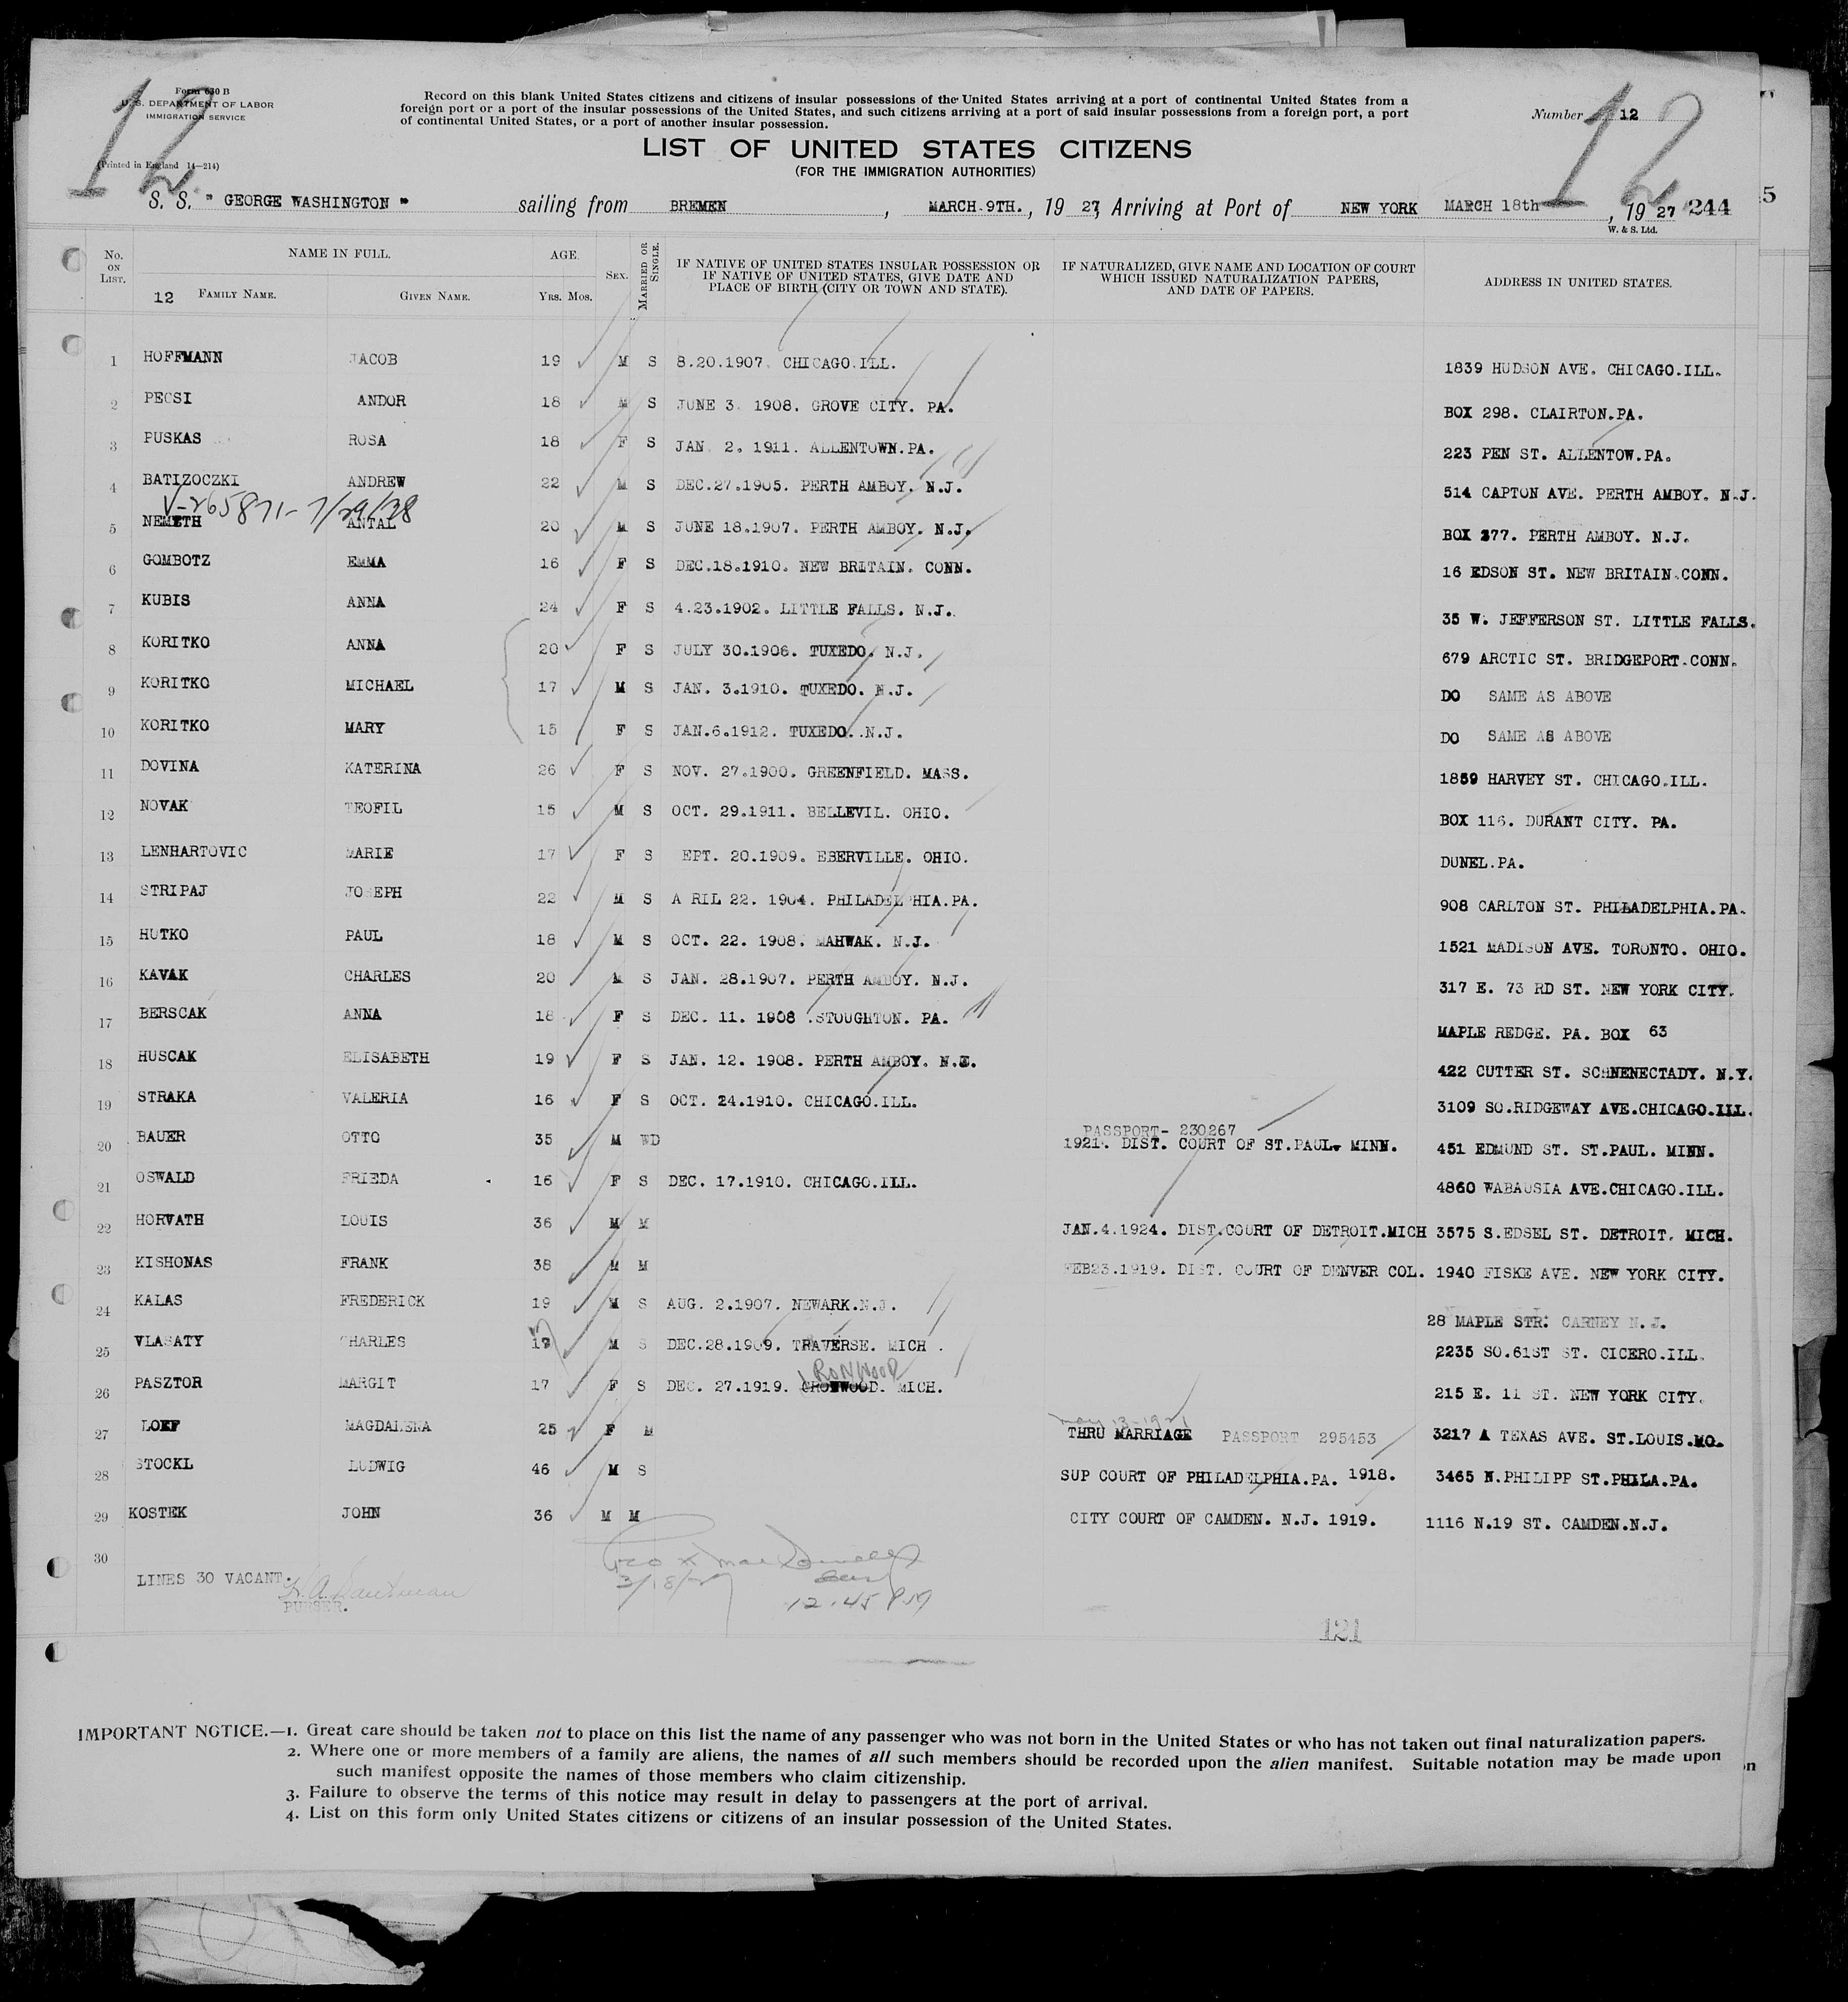 12
12
Form 630 B
U. S. DEPARTMENT OF LABOR
IMMIGRATION SERVICE
(Printed in England 14—214)
Record on this blank United States citizens and citizens of insular possessions of the United States arriving at a port of continental United States from a
foreign port or a port of the insular possessions of the United States, and such citizens arriving at a port of said insular possessions from a foreign port, a port
of continental United States, or a port of another insular possession.
Number 12
LIST OF UNITED STATES CITIZENS
(FOR THE IMMIGRATION AUTHORITIES)
S. S. " GEORGE WASHINGTON " sailing from BREMEN , MARCH.9TH. , 19 27, Arriving at Port of NEW YORK MARCH 18th , 19 27 244
5
W. & S. Ltd.
No. ON LIST. NAME IN FULL. AGE. SEX. MARRIED OR SINGLE. IF NATIVE OF UNITED STATES INSULAR POSSESSION OR IF NATIVE OF UNITED STATES, GIVE DATE AND PLACE OF BIRTH (CITY OR TOWN AND STATE). IF NATURALIZED, GIVE NAME AND LOCATION OF COURT WHICH ISSUED NATURALIZATION PAPERS, AND DATE OF PAPERS. ADDRESS IN UNITED STATES.
12 FAMILY NAME. GIVEN NAME. YRS. MOS.
1 HOFFMANN JACOB 19 M S 8.20.1907. CHICAGO.ILL. 1839 HUDSON AVE. CHICAGO.ILL.
2 PECSI ANDOR 18 M S JUNE 3. 1908. GROVE CITY. PA. BOX 298. CLAIRTON.PA.
3 PUSKAS ROSA 18 F S JAN. 2. 1911. ALLENTOWN.PA. 223 PEN ST. ALLENTOW.PA.
4 BATIZOCZKI ANDREW 22 M S DEC.27.1905. PERTH AMBOY. N.J. 514 CAPTON AVE. PERTH AMBOY. N.J.
V-265871- 7/29/38
5 NEMETH ANTAL 20 M S JUNE 18.1907. PERTH AMBOY. N.J. BOX 377. PERTH AMBOY. N.J.
6 GOMBOTZ EMMA 16 F S DEC.18.1910. NEW BRITAIN. CONN. 16 EDSON ST. NEW BRITAIN.CONN.
7 KUBIS ANNA 24 F S 4.23.1902. LITTLE FALLS. N.J. 35 W. JEFFERSON ST. LITTLE FALLS.
8 KORITKO ANNA 20 F S JULY 30.1906. TUXEDO. N.J. 679 ARCTIC ST. BRIDGEPORT.CONN.
9 KORITKO MICHAEL 17 M S JAN. 3.1910. TUXEDO. N.J. DO SAME AS ABOVE
10 KORITKO MARY 15 F S JAN.6.1912. TUXEDO..N.J. DO SAME AS ABOVE
11 DOVINA KATERINA 26 F S NOV. 27.1900. GREENFIELD. MASS. 1859 HARVEY ST. CHICAGO.ILL.
12 NOVAK TEOFIL 15 M S OCT. 29.1911. BELLEVIL. OHIO. BOX 116. DURANT CITY. PA.
13 LENHARTOVIC MARIE 17 F S EPT. 20.1909. EBERVILLE. OHIO. DUNEL.PA.
14 STRIPAJ JOSEPH 22 M S A RIL 22. 1904. PHILADEL HIA.PA. 908 CARLTON ST. PHILADELPHIA.PA.
15 HUTKO PAUL 18 M S OCT. 22. 1908. MAHWAK. N.J. 1521 MADISON AVE. TORONTO. OHIO.
16 KAVAK CHARLES 20 M S JAN. 28.1907. PERTH AMBOY. N.J. 317 E. 73 RD ST. NEW YORK CITY.
17 BERSCAK ANNA 18 F S DEC. 11. 1908 .STOUGHTON. PA. MAPLE REDGE. PA. BOX 63
18 HUSCAK ELISABETH 19 F S JAN. 12. 1908. PERTH AMBOY. N.J. 422 CUTTER ST. SCHNENECTADY. N.Y.
19 STRAKA VALERIA 16 F S OCT. 24.1910. CHICAGO.ILL. 3109 SO.RIDGEWAY AVE.CHICAGO.ILL.
PASSPORT- 230267
20 BAUER OTTO 35 M WD 1921. DIST. COURT OF ST.PAUL. MINN. 451 EDMUND ST. ST.PAUL. MINN.
21 OSWALD FRIEDA 16 F S DEC. 17.1910. CHICAGO.ILL. 4860 WABAUSIA AVE.CHICAGO.ILL.
22 HORVATH LOUIS 36 M M JAN.4.1924. DIST.COURT OF DETROIT.MICH 3575 S.EDSEL ST. DETROIT. MICH.
23 KISHONAS FRANK 38 M M FEB23.1919. DIST. COURT OF DENVER COL. 1940 FISKE AVE. NEW YORK CITY.
24 KALAS FREDERICK 19 M S AUG. 2.1907. NEWARK.N.J. 28 MAPLE STR. CARNEY N.J.
25 VLASATY CHARLES 17 M S DEC.28.1909. TRAVERSE. MICH . 2235 SO.61ST ST. CICERO.ILL.
IRONWOOD
26 PASZTOR MARGIT 17 F S DEC. 27.1919. GRONWOOD. MICH. 215 E. 11 ST. NEW YORK CITY.
May 13-1921
27 LOEF MAGDALENA 25 F M THRU MARRIAGE PASSPORT 295453 3217 A TEXAS AVE. ST.LOUIS.MO.
28 STOCKL LUDWIG 46 M S SUP COURT OF PHILADELPHIA.PA. 1918. 3465 N.PHILIPP ST.PHILA.PA.
29 KOSTEK JOHN 36 M M CITY COURT OF CAMDEN. N.J. 1919. 1116 N.19 ST. CAMDEN.N.J.
30
LINES 30 VACANT.
PURSER.
3/18/27
12.45 PM
121
IMPORTANT NOTICE.—1. Great care should be taken not to place on this list the name of any passenger who was not born in the United States or who has not taken out final naturalization papers.
2. Where one or more members of a family are aliens, the names of all such members should be recorded upon the alien manifest. Suitable notation may be made upon
such manifest opposite the names of those members who claim citizenship.
3. Failure to observe the terms of this notice may result in delay to passengers at the port of arrival.
4. List on this form only United States citizens or citizens of an insular possession of the United States.